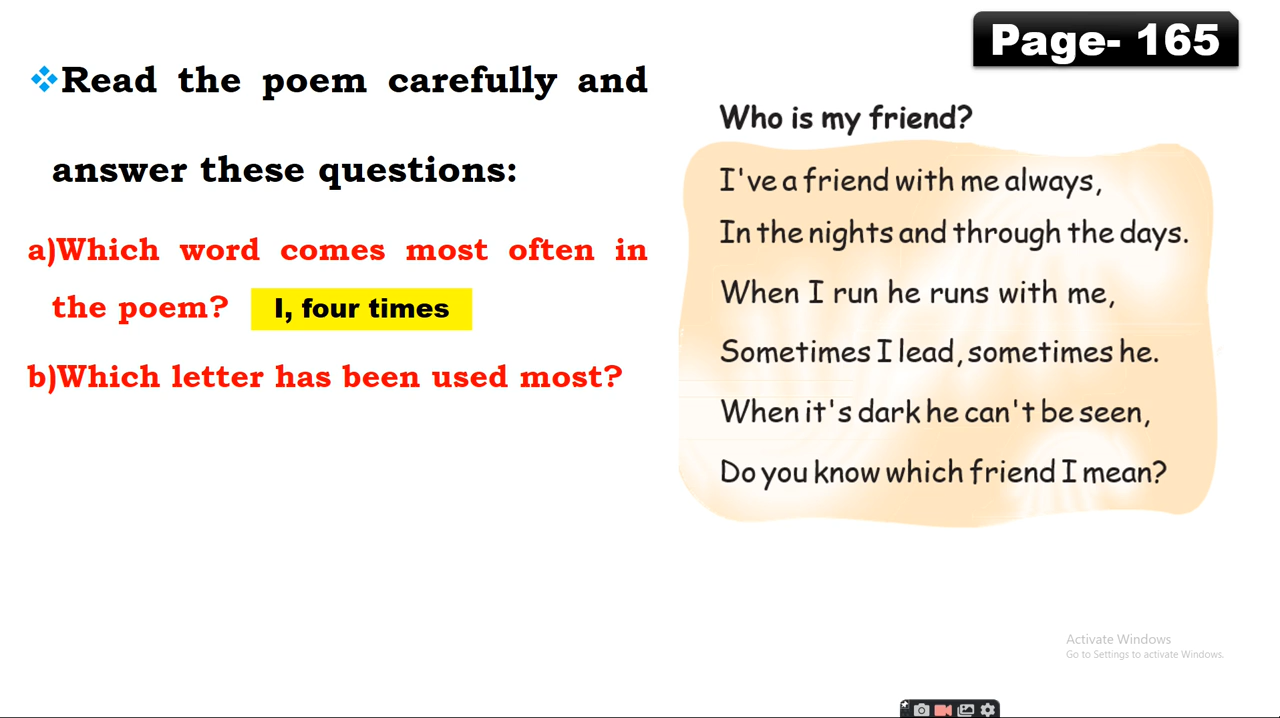 Page- 165
❖Read the poem carefully and
answer these questions:
a)Which word comes most often in
the poem? I, four times
b)Which letter has been used most?
Who is my friend?
I've a friend with me always,
In the nights and through the days.
When I run he runs with me,
Sometimes I lead, sometimes he.
When it's dark he can't be seen,
Do you know which friend I mean?
Activate Windows
Go to Settings to activate Windows.